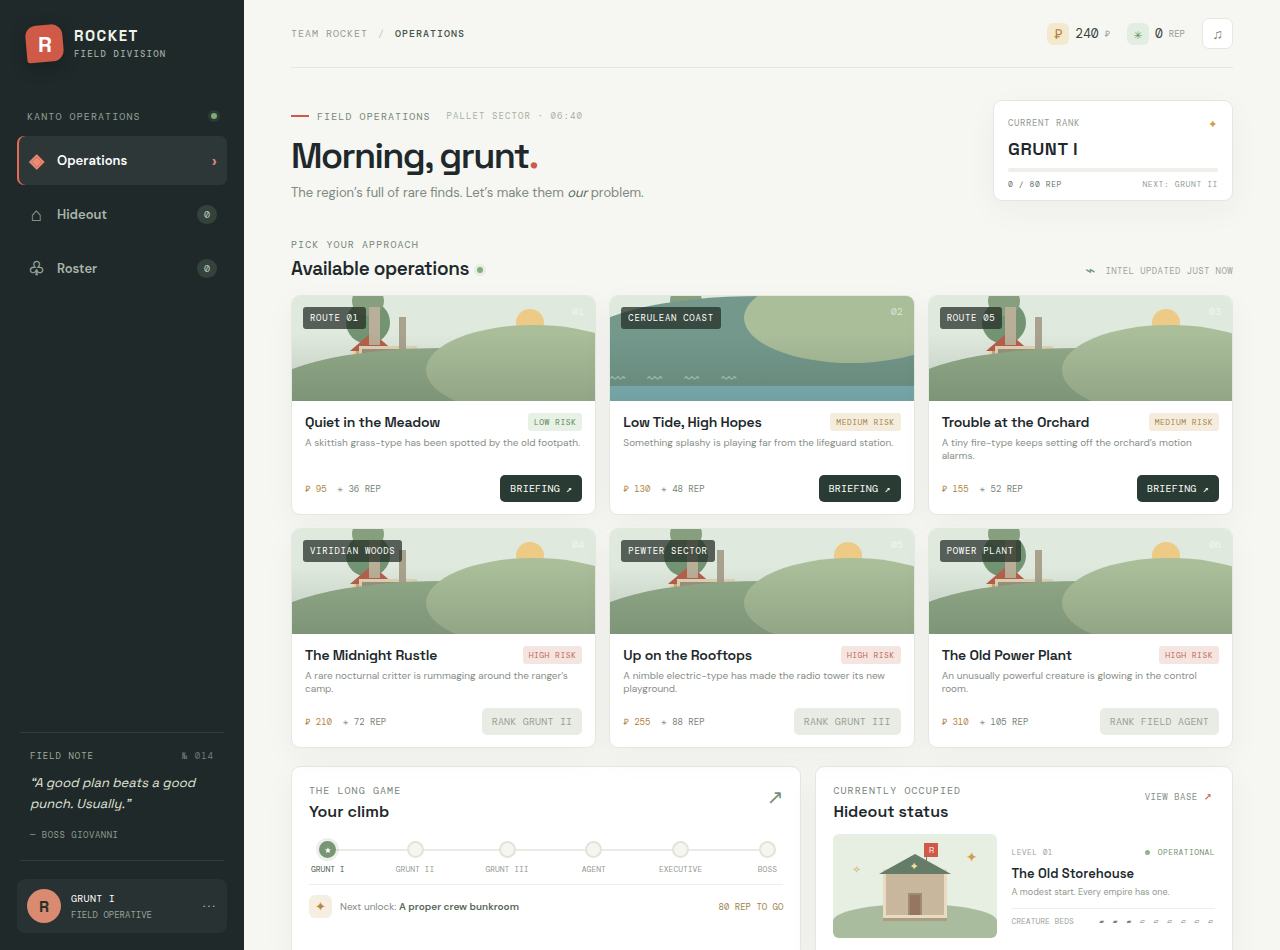 R
ROCKET
FIELD DIVISION
KANTO OPERATIONS
Operations
Hideout 0
Roster 0
FIELD NOTE № 014
“A good plan beats a good
punch. Usually.”
— BOSS GIOVANNI
R
GRUNT I
FIELD OPERATIVE
TEAM ROCKET / OPERATIONS
₽ 240 ₽
0 REP
FIELD OPERATIONS PALLET SECTOR · 06:40
Morning, grunt.
The region's full of rare finds. Let's make them our problem.
CURRENT RANK
GRUNT I
0 / 80 REP NEXT: GRUNT II
PICK YOUR APPROACH
Available operations
INTEL UPDATED JUST NOW
ROUTE 01 01
Quiet in the Meadow LOW RISK
A skittish grass-type has been spotted by the old footpath.
₽ 95 ✳ 36 REP BRIEFING ↗
CERULEAN COAST 02
Low Tide, High Hopes MEDIUM RISK
Something splashy is playing far from the lifeguard station.
₽ 130 ✳ 48 REP BRIEFING ↗
ROUTE 05 03
Trouble at the Orchard MEDIUM RISK
A tiny fire-type keeps setting off the orchard's motion
alarms.
₽ 155 ✳ 52 REP BRIEFING ↗
VIRIDIAN WOODS 04
The Midnight Rustle HIGH RISK
A rare nocturnal critter is rummaging around the ranger's
camp.
₽ 210 ✳ 72 REP RANK GRUNT II
PEWTER SECTOR 05
Up on the Rooftops HIGH RISK
A nimble electric-type has made the radio tower its new
playground.
₽ 255 ✳ 88 REP RANK GRUNT III
POWER PLANT 06
The Old Power Plant HIGH RISK
An unusually powerful creature is glowing in the control
room.
₽ 310 ✳ 105 REP RANK FIELD AGENT
THE LONG GAME
Your climb
GRUNT I GRUNT II GRUNT III AGENT EXECUTIVE BOSS
Next unlock: A proper crew bunkroom 80 REP TO GO
CURRENTLY OCCUPIED
Hideout status
VIEW BASE ↗
R
LEVEL 01 OPERATIONAL
The Old Storehouse
A modest start. Every empire has one.
CREATURE BEDS